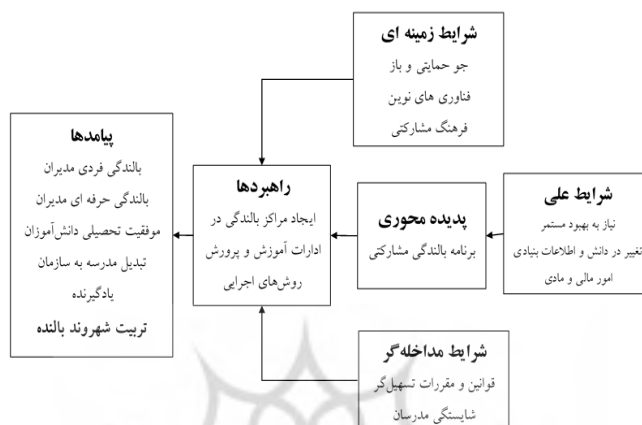 شرایط زمینه ای
جو حمایتی و باز
فناوری های نوین
فرهنگ مشارکتی
شرایط علی
نیاز به بهبود مستمر
تغییر در دانش و اطلاعات بنیادی
امور مالی و مادی
پدیده محوری
برنامه بالندگی مشارکتی
راهبردها
ایجاد مراکز بالندگی در
ادارات آموزش و پرورش
روش‌های اجرایی
پیامدها
بالندگی فردی مدیران
بالندگی حرفه ای مدیران
موفقیت تحصیلی دانش‌آموزان
تبدیل مدرسه به سازمان
یادگیرنده
تربیت شهروند بالنده
شرایط مداخله‌گر
قوانین و مقررات تسهیل‌گر
شایستگی مدرسان